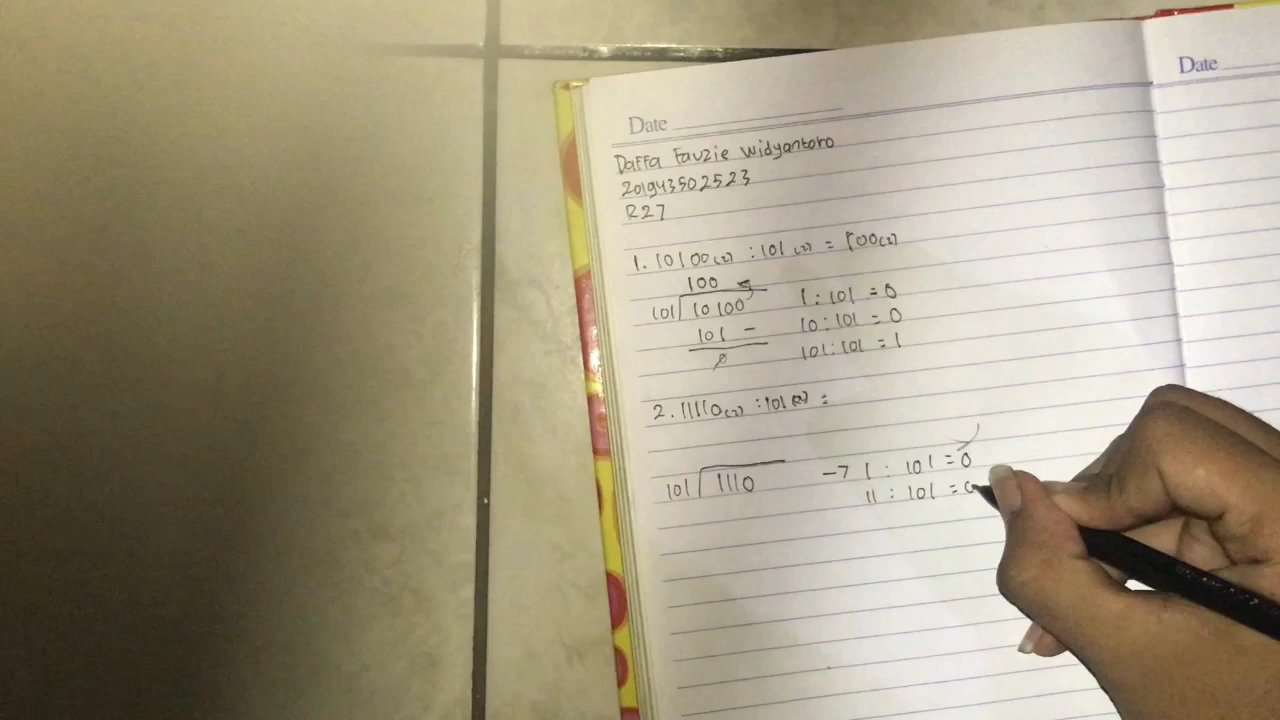 Date
Date
Daffa Fauzie Widyantoro
201943502523
R27
1. 10100(2) : 101 (2) = 100(2)
100
101 10100 1 : 101 = 0
101 - 10 : 101 = 0
0 101 : 101 = 1
2. 11110(2) : 101(2) =
101 1110 → 1 : 101 = 0
11 : 101 = 0